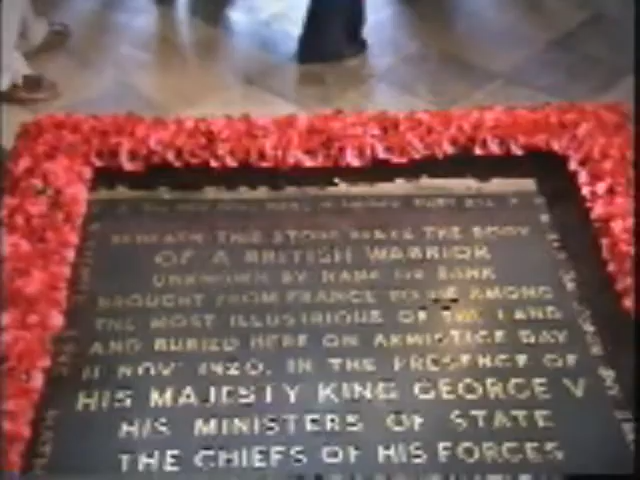 BENEATH THIS STONE RESTS THE BODY
OF A BRITISH WARRIOR
UNKNOWN BY NAME OR RANK
BROUGHT FROM FRANCE TO LIE AMONG
THE MOST ILLUSTRIOUS OF THE LAND
AND BURIED HERE ON ARMISTICE DAY
11 NOV: 1920, IN THE PRESENCE OF
HIS MAJESTY KING GEORGE V
HIS MINISTERS OF STATE
THE CHIEFS OF HIS FORCES